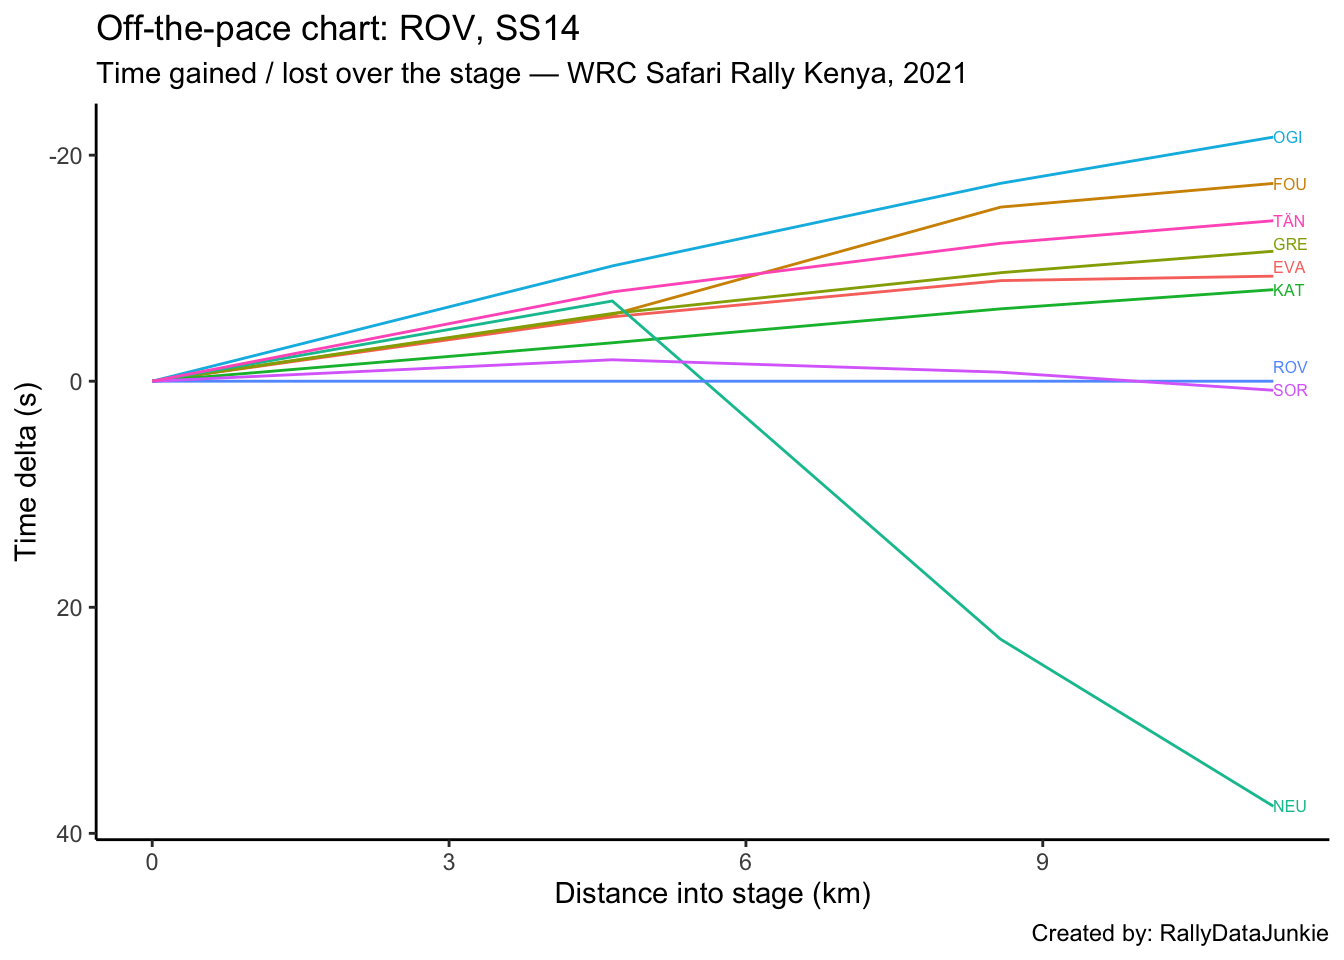 Off-the-pace chart: ROV, SS14
Time gained / lost over the stage — WRC Safari Rally Kenya, 2021
Time delta (s)
-20
0
20
40
OGI
FOU
TÄN
GRE
EVA
KAT
ROV
SOR
NEU
0 3 6 9
Distance into stage (km)
Created by: RallyDataJunkie